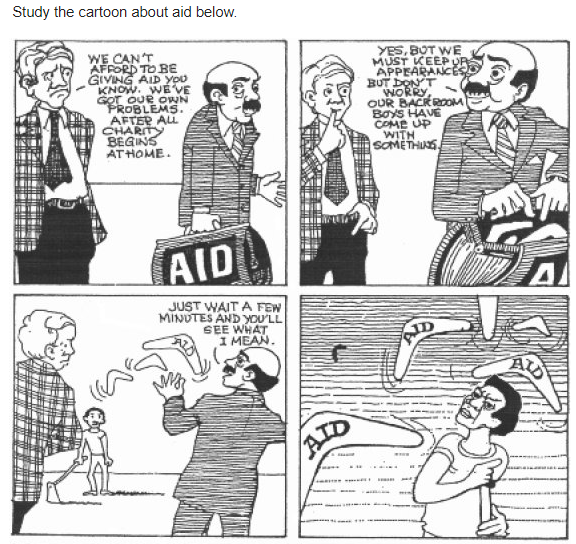 Study the cartoon about aid below.
WE CAN'T
AFFORD TO BE
GIVING AID YOU
KNOW. WE'VE
GOT OUR OWN
PROBLEMS.
AFTER ALL
CHARITY
BEGINS
AT HOME.
AID
YES, BUT WE
MUST KEEP UP
APPEARANCES
BUT DON'T
WORRY,
OUR BACKROOM
BOYS HAVE
COME UP
WITH
SOMETHING.
A
JUST WAIT A FEW
MINUTES AND YOU'LL
SEE WHAT
I MEAN.
AID
AID
AID
AID